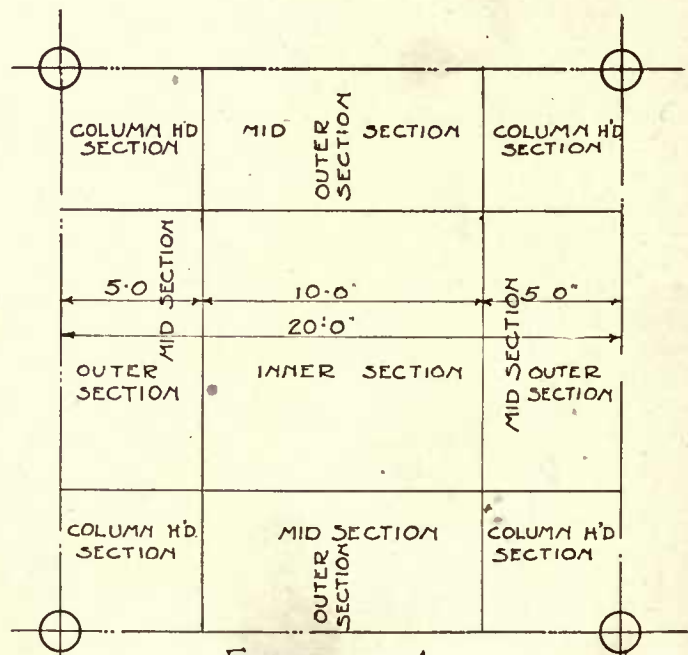 COLUMN H'D
SECTION
MID SECTION
OUTER
SECTION
COLUMN H'D
SECTION
MID SECTION
5-0
10-0"
5 0"
20'-0"
MID SECTION
OUTER
SECTION
INNER SECTION
OUTER
SECTION
COLUMN H'D.
SECTION
MID SECTION
OUTER
SECTION
COLUMN H'D
SECTION